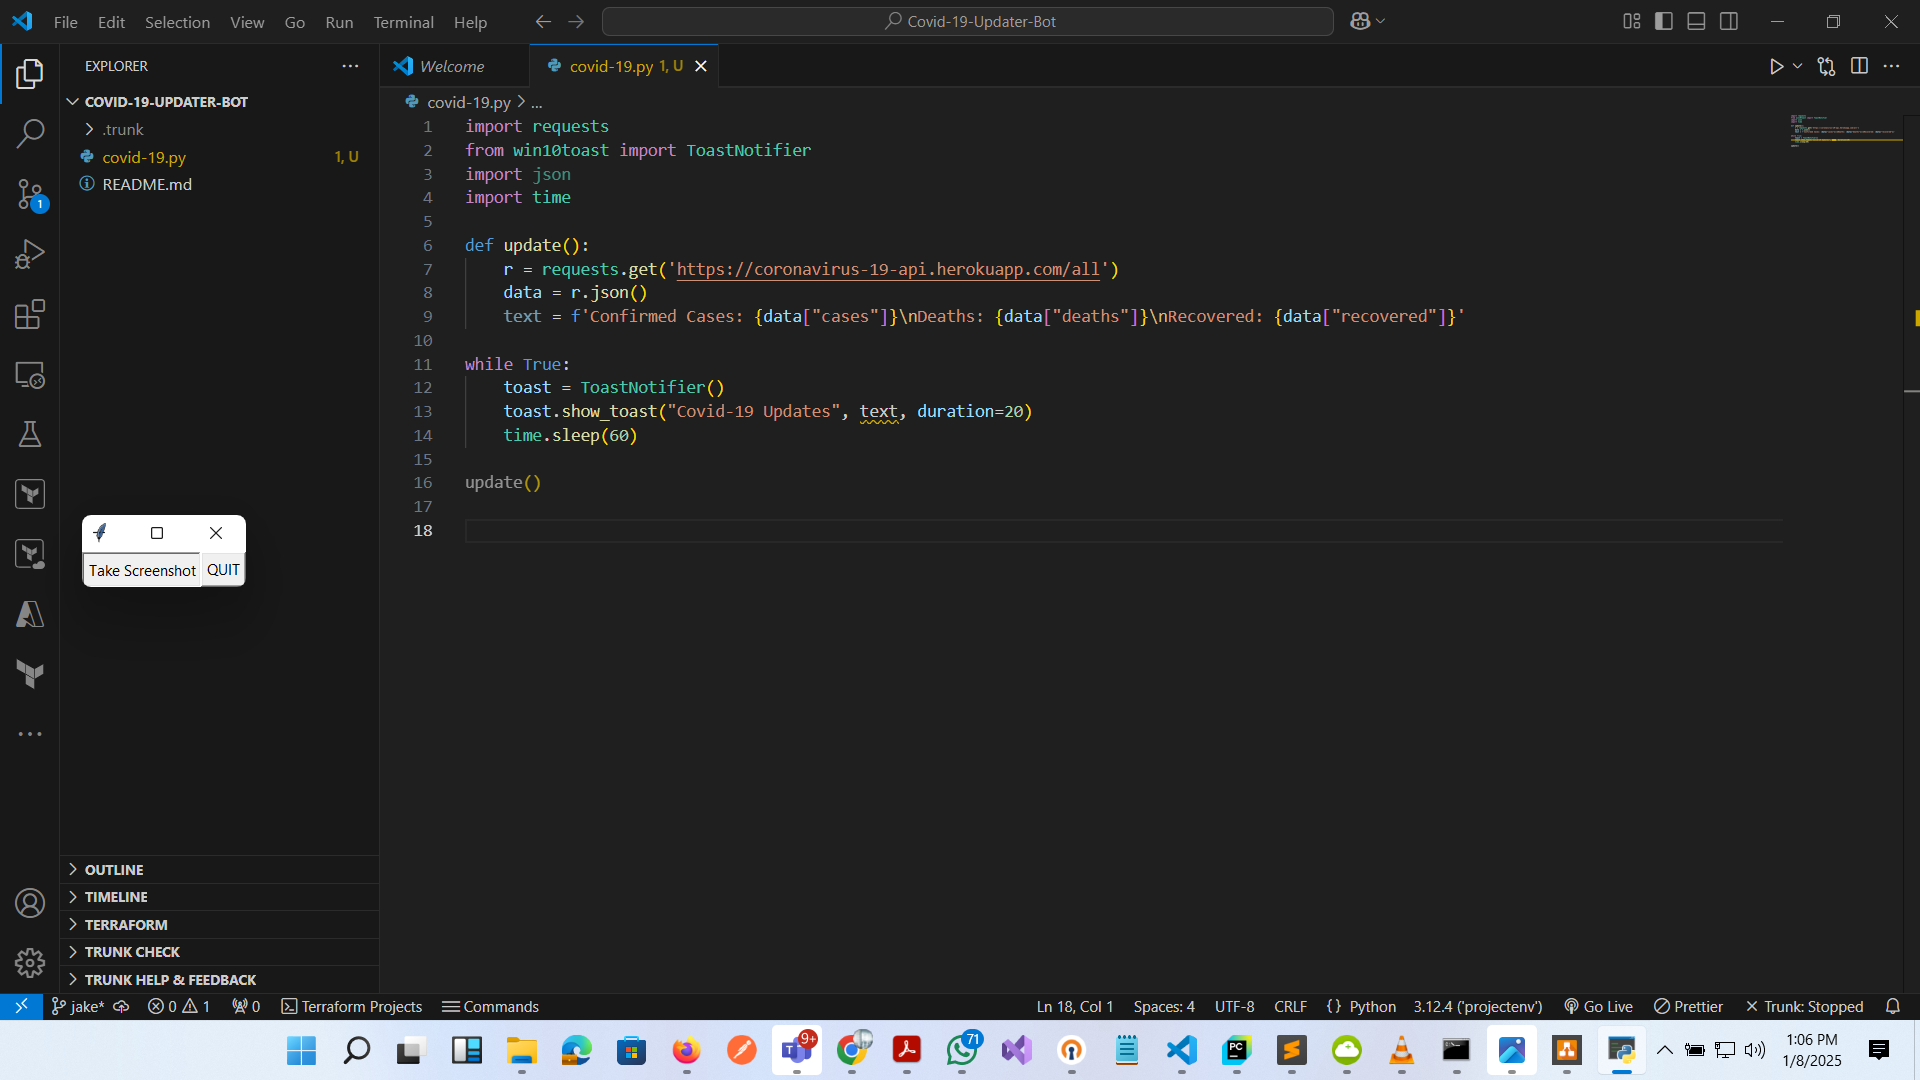 File Edit Selection View Go Run Terminal Help
Covid-19-Updater-Bot
EXPLORER
COVID-19-UPDATER-BOT
.trunk
covid-19.py 1, U
README.md
Welcome
covid-19.py 1, U
covid-19.py > ...
1 import requests
2 from win10toast import ToastNotifier
3 import json
4 import time
5
6 def update():
7 r = requests.get('https://coronavirus-19-api.herokuapp.com/all')
8 data = r.json()
9 text = f'Confirmed Cases: {data["cases"]}\nDeaths: {data["deaths"]}\nRecovered: {data["recovered"]}'
10
11 while True:
12 toast = ToastNotifier()
13 toast.show_toast("Covid-19 Updates", text, duration=20)
14 time.sleep(60)
15
16 update()
17
18
1
Take Screenshot QUIT
OUTLINE
TIMELINE
TERRAFORM
TRUNK CHECK
TRUNK HELP & FEEDBACK
jake* 0 1 0 Terraform Projects Commands
Ln 18, Col 1 Spaces: 4 UTF-8 CRLF {} Python 3.12.4 ('projectenv') Go Live Prettier Trunk: Stopped
9+
71
PC
1:06 PM
1/8/2025